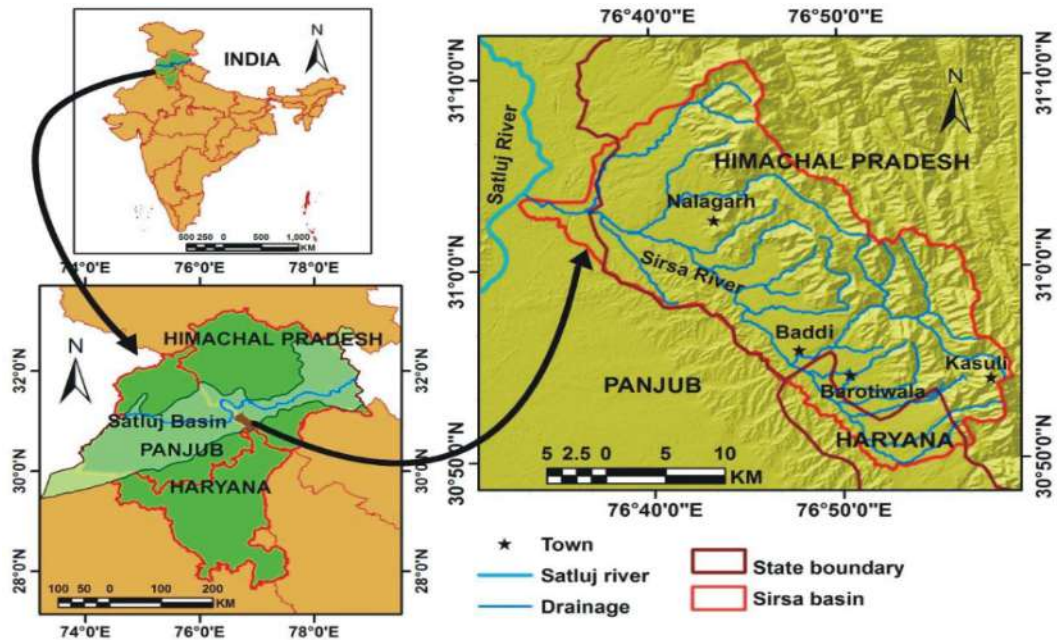 INDIA
N
500 250 0 500 1,000
KM
74°0'E 76°0'E 78°0'E
HIMACHAL PRADESH
N
Satluj Basin
PANJUB
HARYANA
32°0'N
30°0'N
28°0'N
32°0'N
30°0'N
28°0'N
100 50 0 100 200
KM
74°0'E 76°0'E 78°0'E
76°40'E 76°50'E
31°10'0"N
31°0'0"N
30°50'0"N
31°10'0"N
31°0'0"N
30°50'0"N
N
Satluj River
HIMACHAL PRADESH
Nalagarh
Sirsa River
Baddi
Kasuli
Barotiwala
PANJUB
HARYANA
5 2.5 0 5 10
KM
76°40'0"E 76°50'0"E
Town
Satluj river
Drainage
State boundary
Sirsa basin